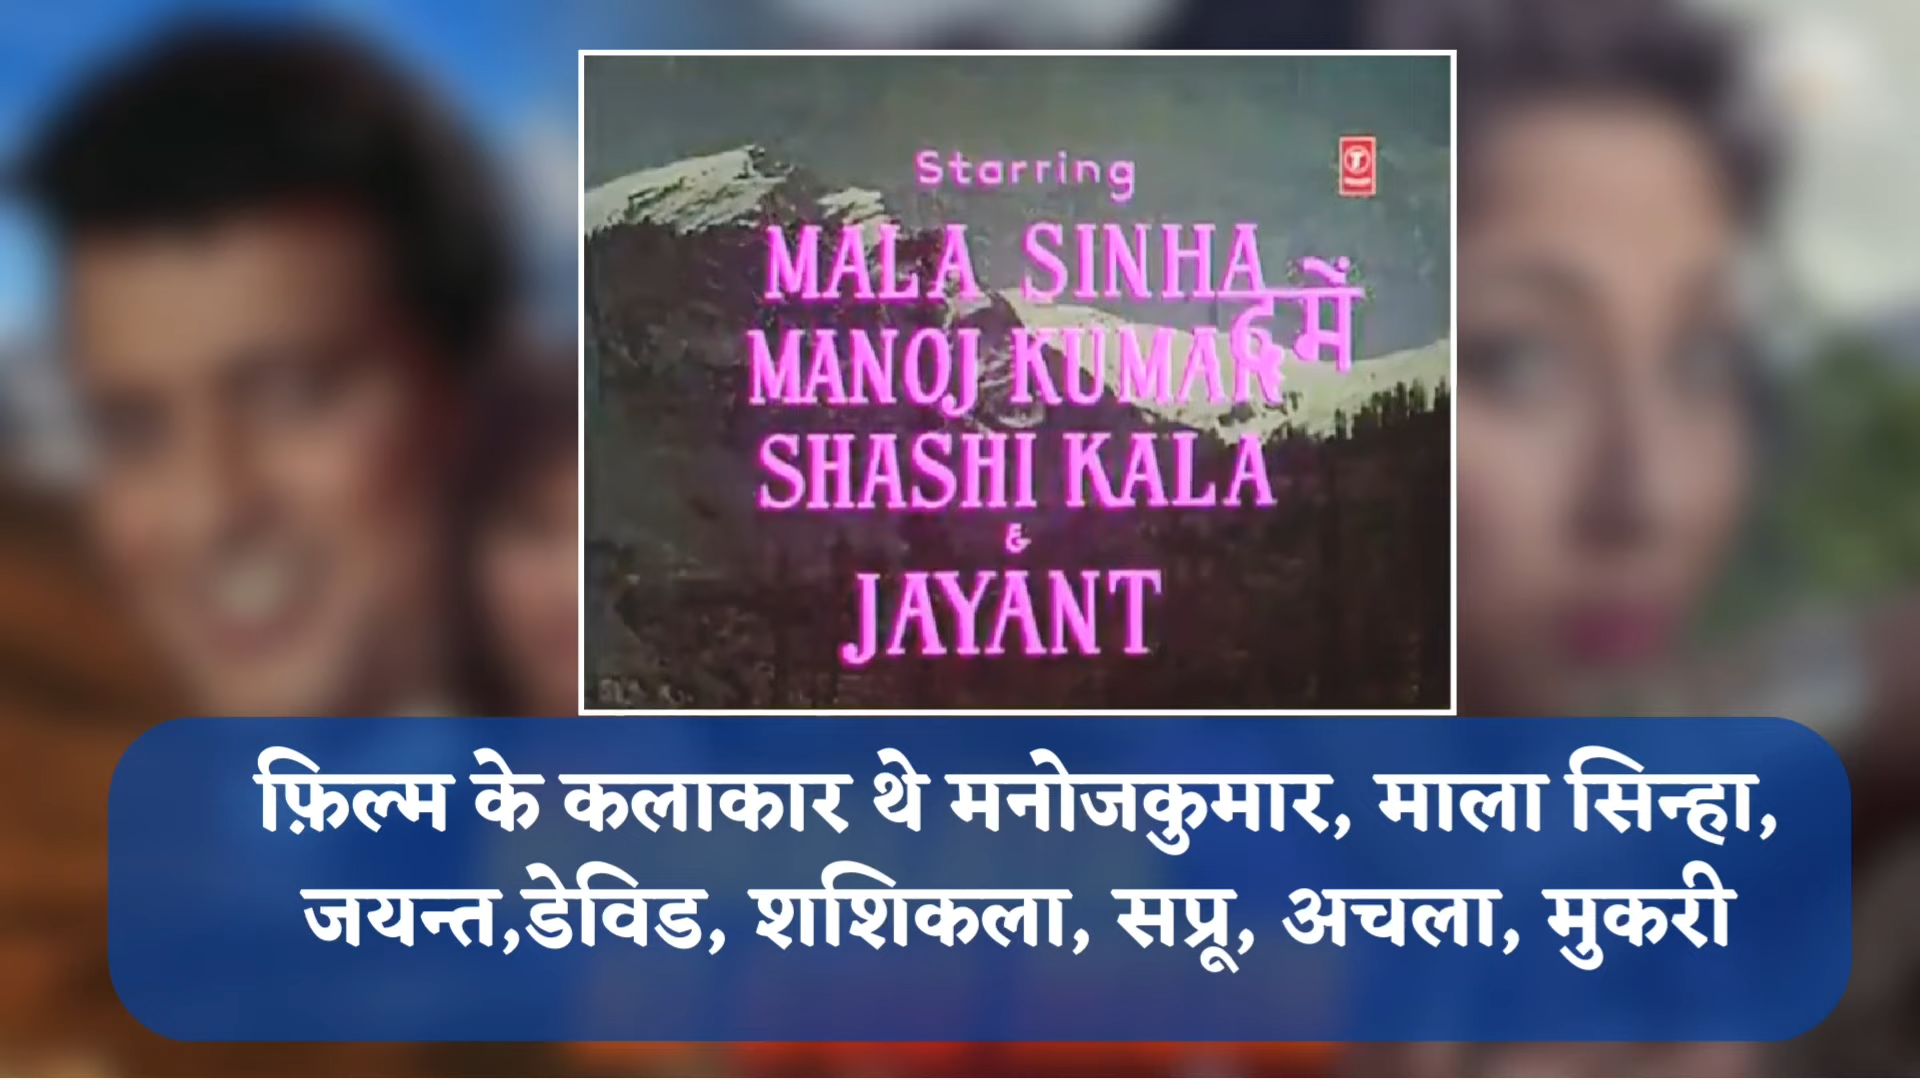 Starring
MALA SINHA
MANOJ KUMAR
SHASHI KALA
&
JAYANT
फ़िल्म के कलाकार थे मनोजकुमार, माला सिन्हा,
जयन्त,डेविड, शशिकला, सप्रू, अचला, मुकरी